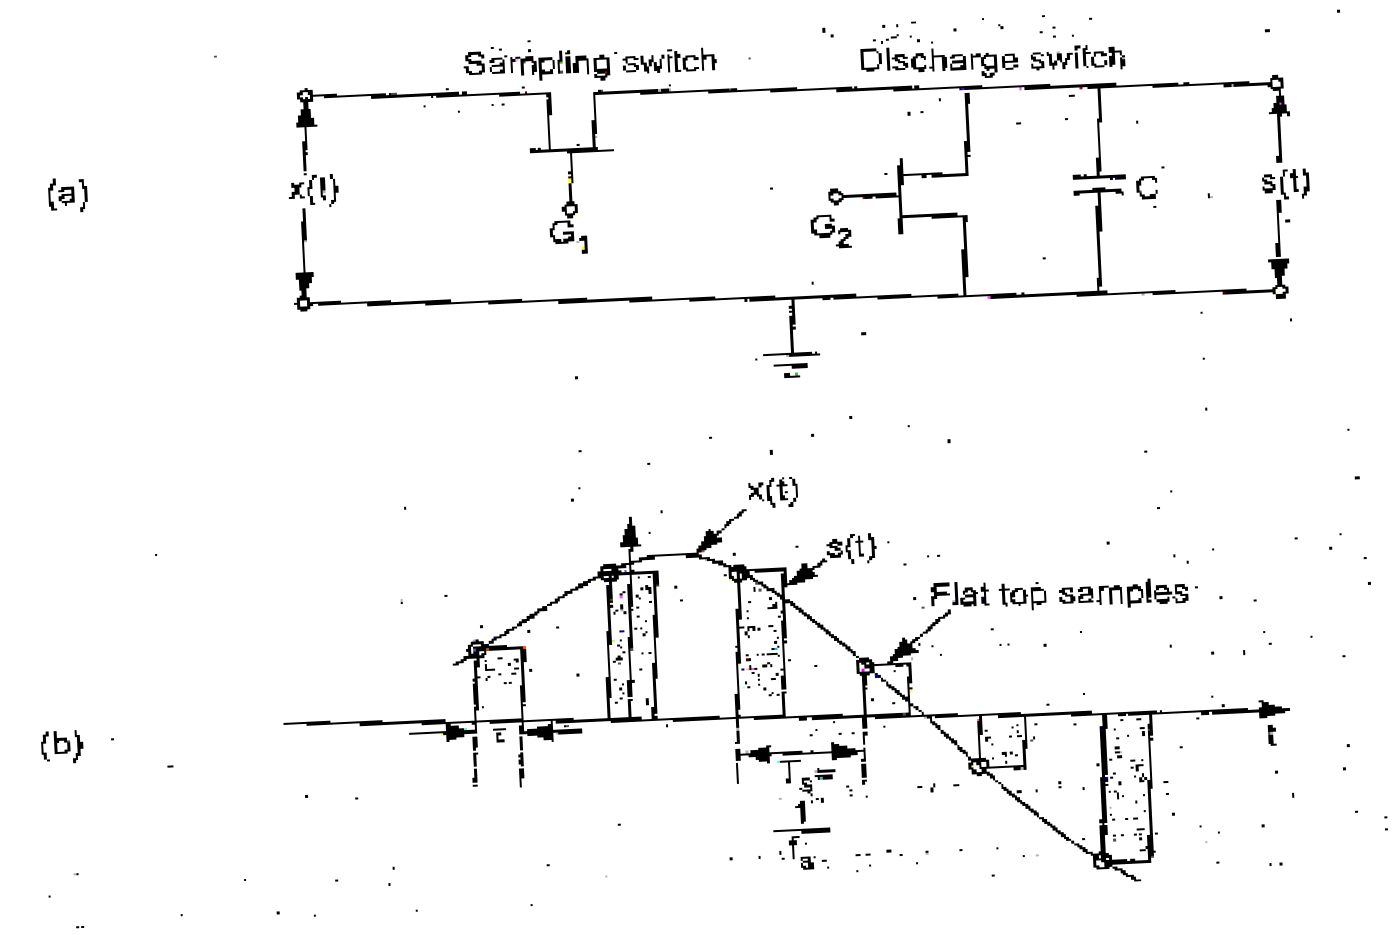 Sampling switch
Discharge switch
(a)
x(t)
G1
G2
C
s(t)
x(t)
s(t)
Flat top samples
(b)
τ
t
Ts =
1
fs